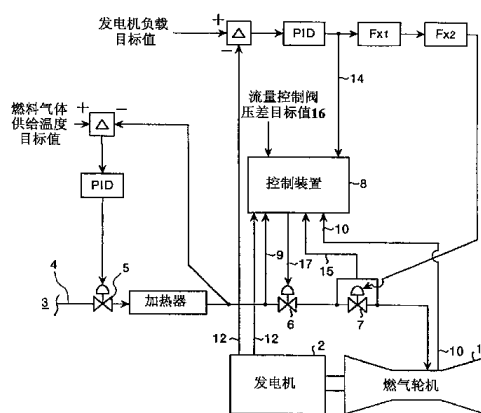 发电机负载
目标值
+
△
−
PID
Fx1
Fx2
14
燃料气体
供给温度
目标值
+
△
−
PID
流量控制阀
压差目标值16
控制装置
8
10
9
17
15
4
3
5
加热器
6
7
12
12
2
发电机
10
1
燃气轮机